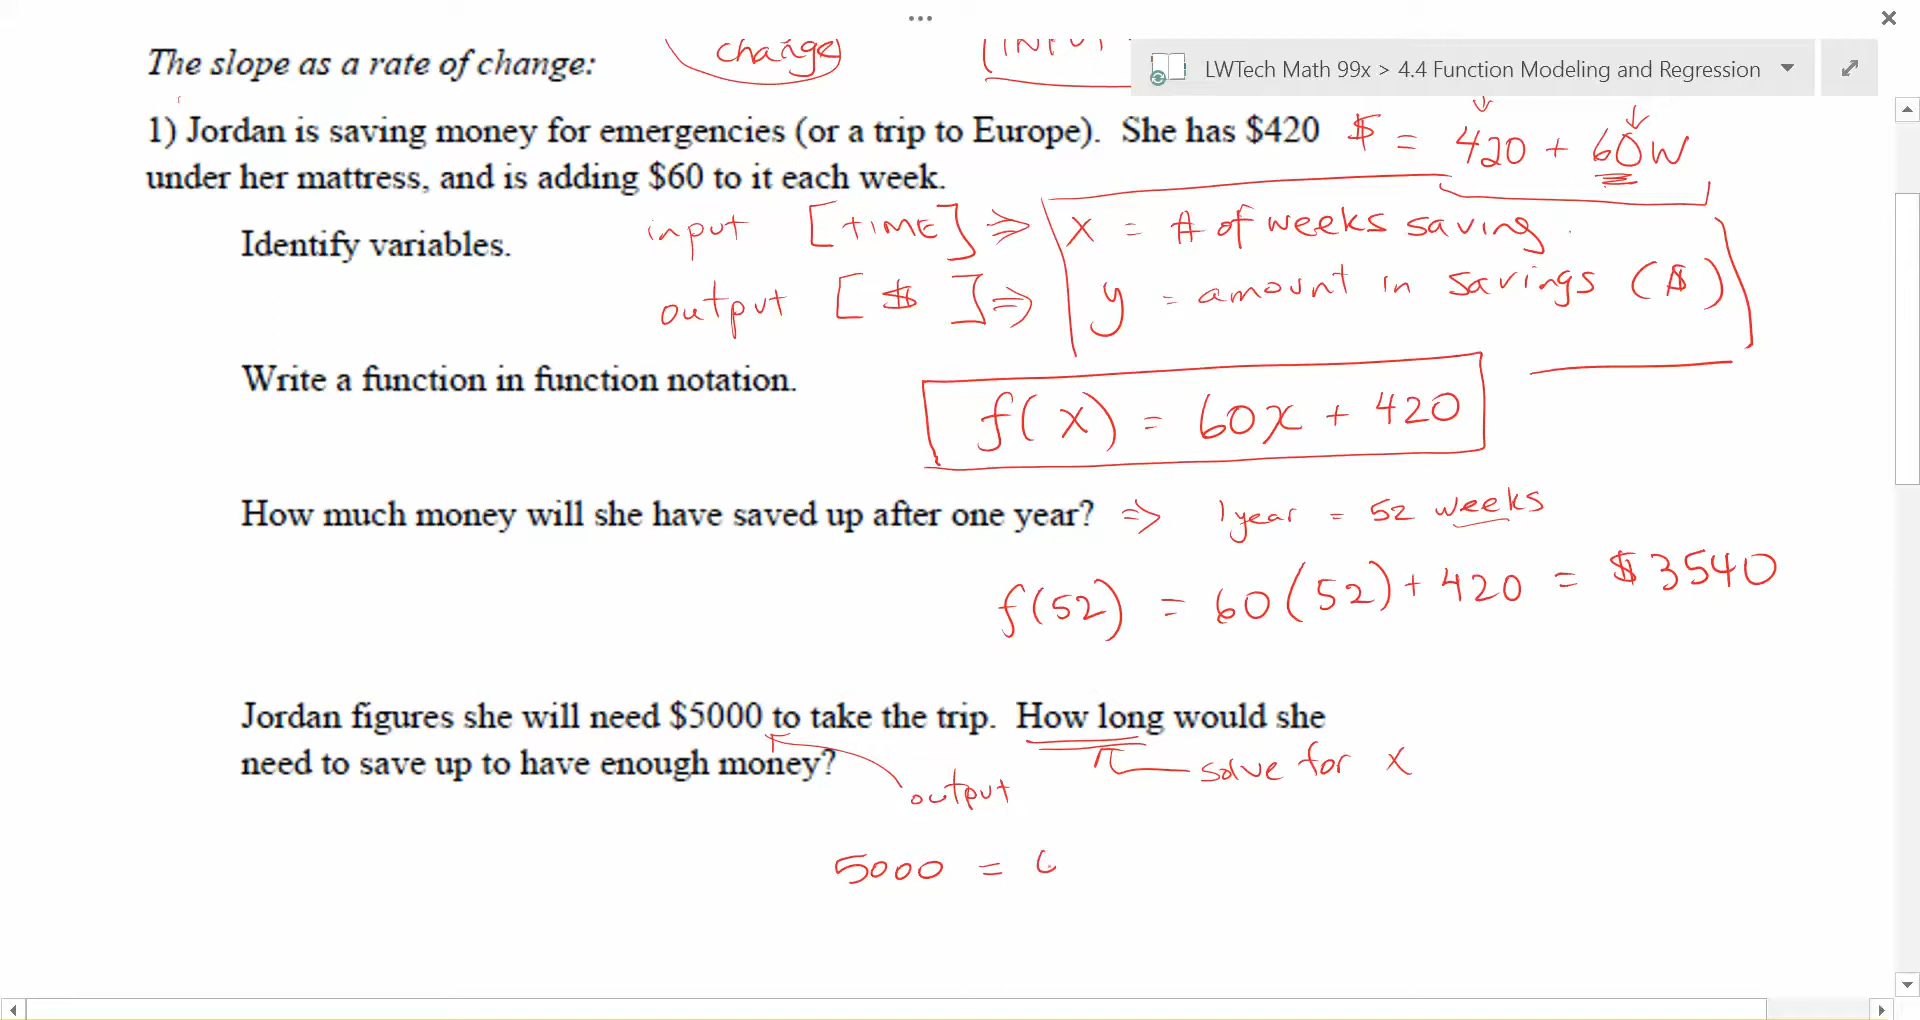 change
INPUT
LWTech Math 99x > 4.4 Function Modeling and Regression
The slope as a rate of change:
1) Jordan is saving money for emergencies (or a trip to Europe). She has $420
under her mattress, and is adding $60 to it each week.
$ = 420 + 60w
Identify variables.
input [TIME] ⇒ x = # of weeks saving
output [$] ⇒ y = amount in savings ($)
Write a function in function notation.
f(x) = 60x + 420
How much money will she have saved up after one year? ⇒ 1 year = 52 weeks
f(52) = 60(52) + 420 = $3540
Jordan figures she will need $5000 to take the trip. How long would she
need to save up to have enough money?
solve for x
output
5000 =